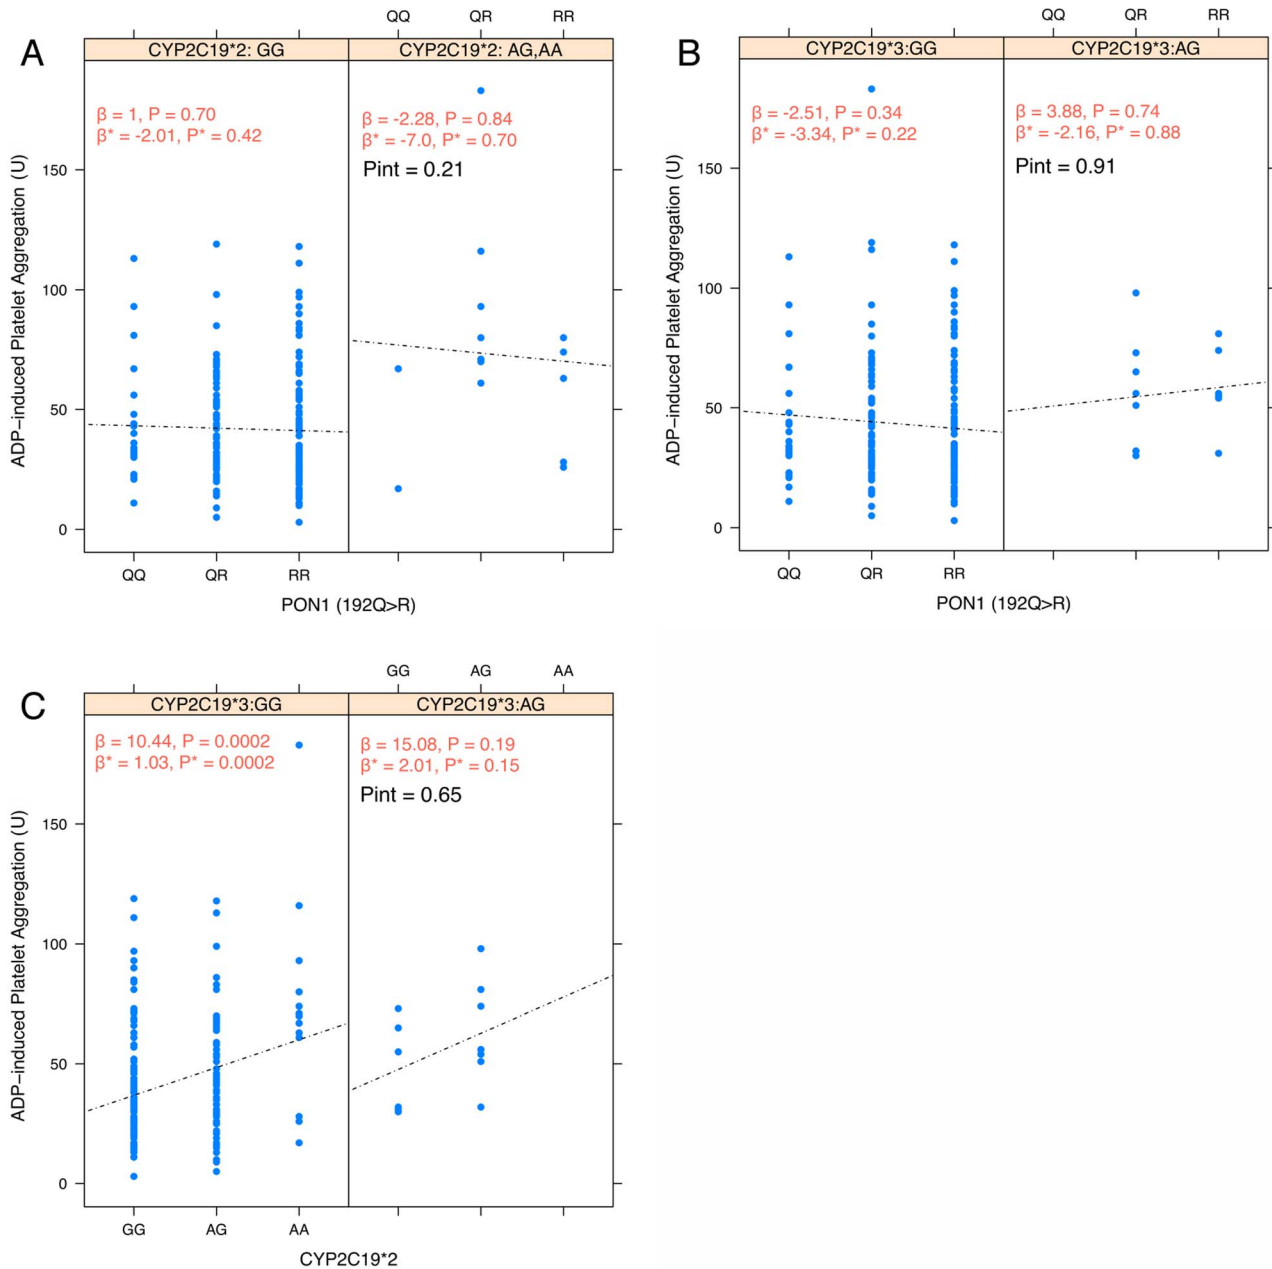 A
QQ QR RR
CYP2C19*2: GG
CYP2C19*2: AG,AA
β = 1, P = 0.70
β* = -2.01, P* = 0.42
β = -2.28, P = 0.84
β* = -7.0, P* = 0.70
Pint = 0.21
ADP-induced Platelet Aggregation (U)
150
100
50
0
QQ QR RR
PON1 (192Q>R)
B
QQ QR RR
CYP2C19*3:GG
CYP2C19*3:AG
β = -2.51, P = 0.34
β* = -3.34, P* = 0.22
β = 3.88, P = 0.74
β* = -2.16, P* = 0.88
Pint = 0.91
ADP-induced Platelet Aggregation (U)
150
100
50
0
QQ QR RR
PON1 (192Q>R)
C
GG AG AA
CYP2C19*3:GG
CYP2C19*3:AG
β = 10.44, P = 0.0002
β* = 1.03, P* = 0.0002
β = 15.08, P = 0.19
β* = 2.01, P* = 0.15
Pint = 0.65
ADP-induced Platelet Aggregation (U)
150
100
50
0
GG AG AA
CYP2C19*2